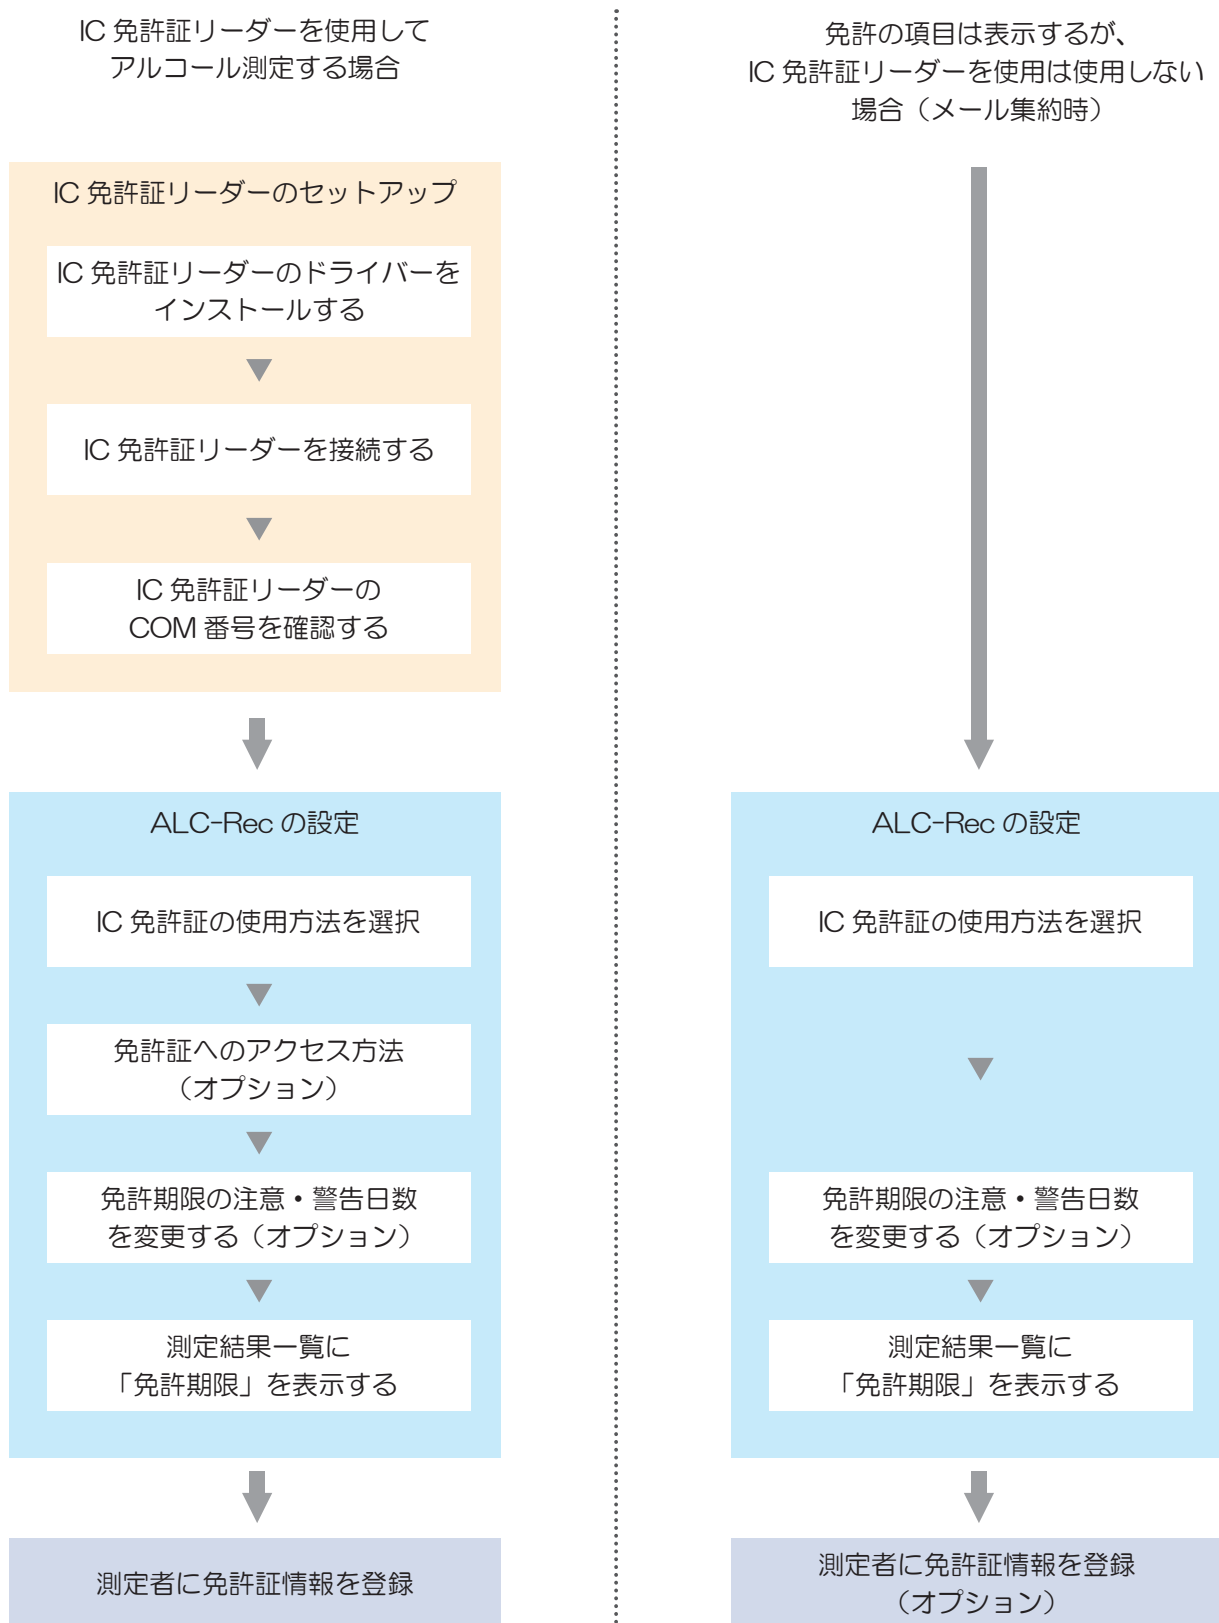 IC 免許証リーダーを使用して
アルコール測定する場合
IC 免許証リーダーのセットアップ
IC 免許証リーダーのドライバーを
インストールする
IC 免許証リーダーを接続する
IC 免許証リーダーの
COM 番号を確認する
ALC-Rec の設定
IC 免許証の使用方法を選択
免許証へのアクセス方法
（オプション）
免許期限の注意・警告日数
を変更する（オプション）
測定結果一覧に
「免許期限」を表示する
測定者に免許証情報を登録
免許の項目は表示するが、
IC 免許証リーダーを使用は使用しない
場合（メール集約時）
ALC-Rec の設定
IC 免許証の使用方法を選択
免許期限の注意・警告日数
を変更する（オプション）
測定結果一覧に
「免許期限」を表示する
測定者に免許証情報を登録
（オプション）